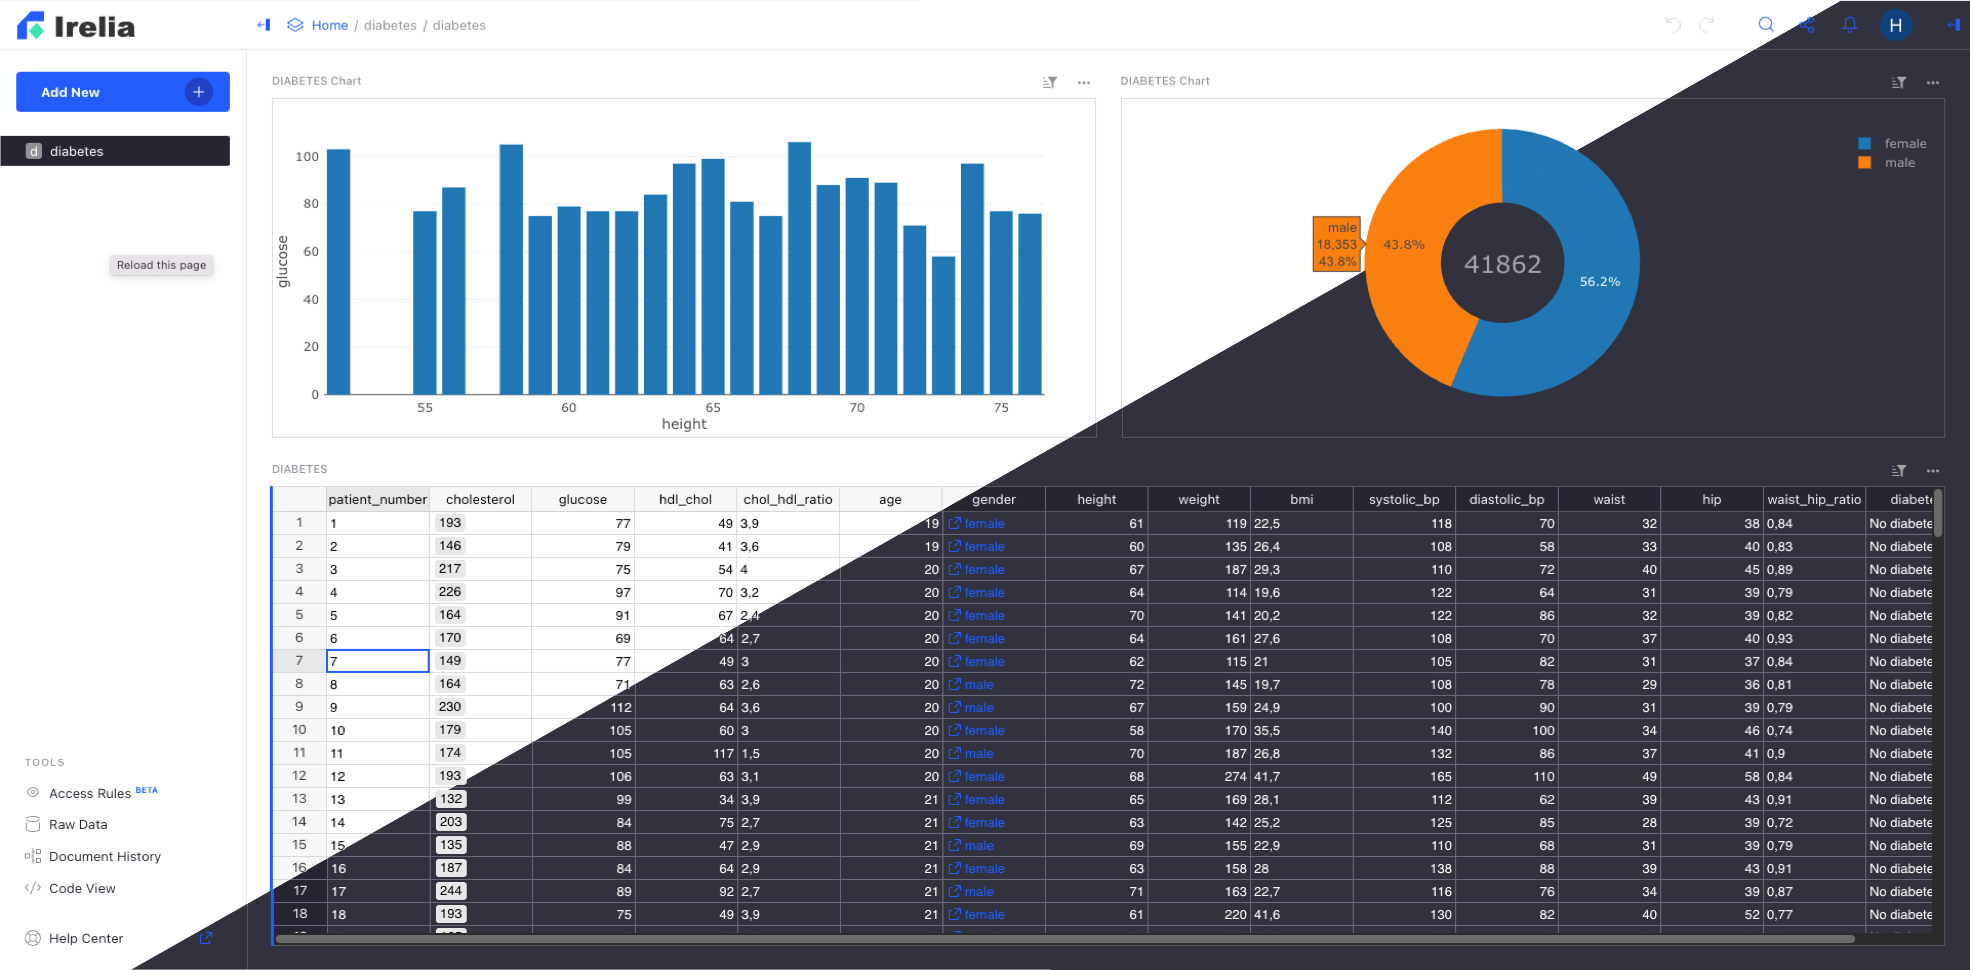 Irelia
Home / diabetes / diabetes
H
Add New
d diabetes
Reload this page
TOOLS
Access Rules BETA
Raw Data
Document History
Code View
Help Center
DIABETES Chart
100
80
60
40
20
0
glucose
55 60 65 70 75
height
DIABETES Chart
female
male
male
18,353
43.8%
43.8%
41862
56.2%
DIABETES
patient_number cholesterol glucose hdl_chol chol_hdl_ratio age gender height weight bmi systolic_bp diastolic_bp waist hip waist_hip_ratio diabete
1 1 193 77 49 3,9 19 female 61 119 22,5 118 70 32 38 0,84 No diabete
2 2 146 79 41 3,6 19 female 60 135 26,4 108 58 33 40 0,83 No diabete
3 3 217 75 54 4 20 female 67 187 29,3 110 72 40 45 0,89 No diabete
4 4 226 97 70 3,2 20 female 64 114 19,6 122 64 31 39 0,79 No diabete
5 5 164 91 67 2,4 20 female 70 141 20,2 122 86 32 39 0,82 No diabete
6 6 170 69 64 2,7 20 female 64 161 27,6 108 70 37 40 0,93 No diabete
7 7 149 77 49 3 20 female 62 115 21 105 82 31 37 0,84 No diabete
8 8 164 71 63 2,6 20 male 72 145 19,7 108 78 29 36 0,81 No diabete
9 9 230 112 64 3,6 20 male 67 159 24,9 100 90 31 39 0,79 No diabete
10 10 179 105 60 3 20 female 58 170 35,5 140 100 34 46 0,74 No diabete
11 11 174 105 117 1,5 20 male 70 187 26,8 132 86 37 41 0,9 No diabete
12 12 193 106 63 3,1 20 female 68 274 41,7 165 110 49 58 0,84 No diabete
13 13 132 99 34 3,9 21 female 65 169 28,1 112 62 39 43 0,91 No diabete
14 14 203 84 75 2,7 21 female 63 142 25,2 125 85 28 39 0,72 No diabete
15 15 135 88 47 2,9 21 male 69 155 22,9 110 68 31 39 0,79 No diabete
16 16 187 84 64 2,9 21 female 63 158 28 138 88 39 43 0,91 No diabete
17 17 244 89 92 2,7 21 male 71 163 22,7 116 76 34 39 0,87 No diabete
18 18 193 75 49 3,9 21 female 61 220 41,6 130 82 40 52 0,77 No diabete